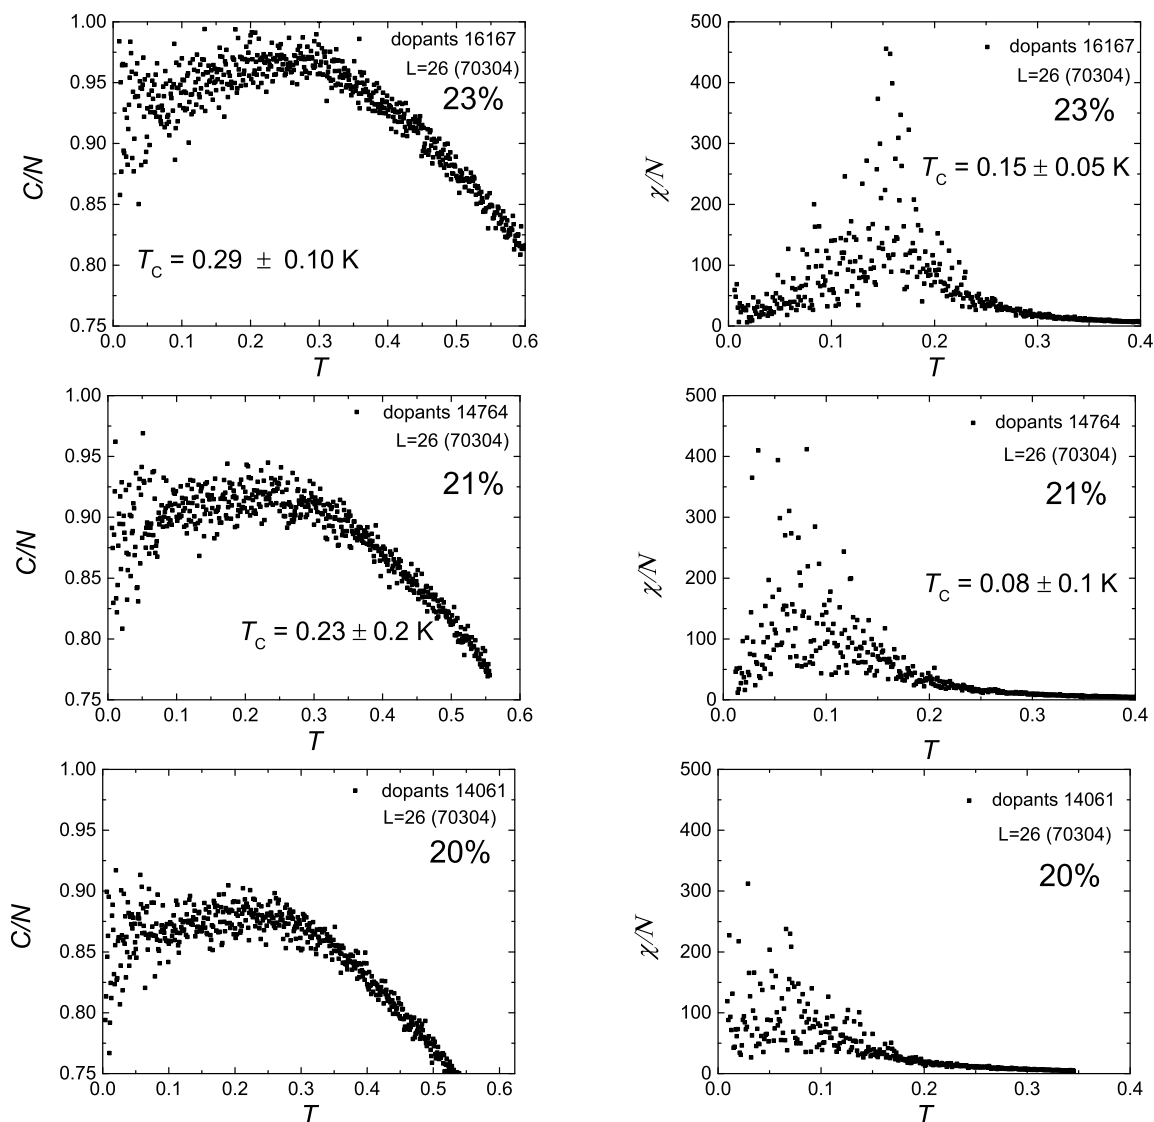 1.00
0.95
0.90
0.85
0.80
0.75
C/N
dopants 16167
L=26 (70304)
23%
T_C = 0.29 ± 0.10 K
0.0 0.1 0.2 0.3 0.4 0.5 0.6
T
500
400
300
200
100
0
χ/N
dopants 16167
L=26 (70304)
23%
T_C = 0.15 ± 0.05 K
0.0 0.1 0.2 0.3 0.4
T
1.00
0.95
0.90
0.85
0.80
0.75
C/N
dopants 14764
L=26 (70304)
21%
T_C = 0.23 ± 0.2 K
0.0 0.1 0.2 0.3 0.4 0.5 0.6
T
500
400
300
200
100
0
χ/N
dopants 14764
L=26 (70304)
21%
T_C = 0.08 ± 0.1 K
0.0 0.1 0.2 0.3 0.4
T
1.00
0.95
0.90
0.85
0.80
0.75
C/N
dopants 14061
L=26 (70304)
20%
0.0 0.1 0.2 0.3 0.4 0.5 0.6
T
500
400
300
200
100
0
χ/N
dopants 14061
L=26 (70304)
20%
0.0 0.1 0.2 0.3 0.4
T